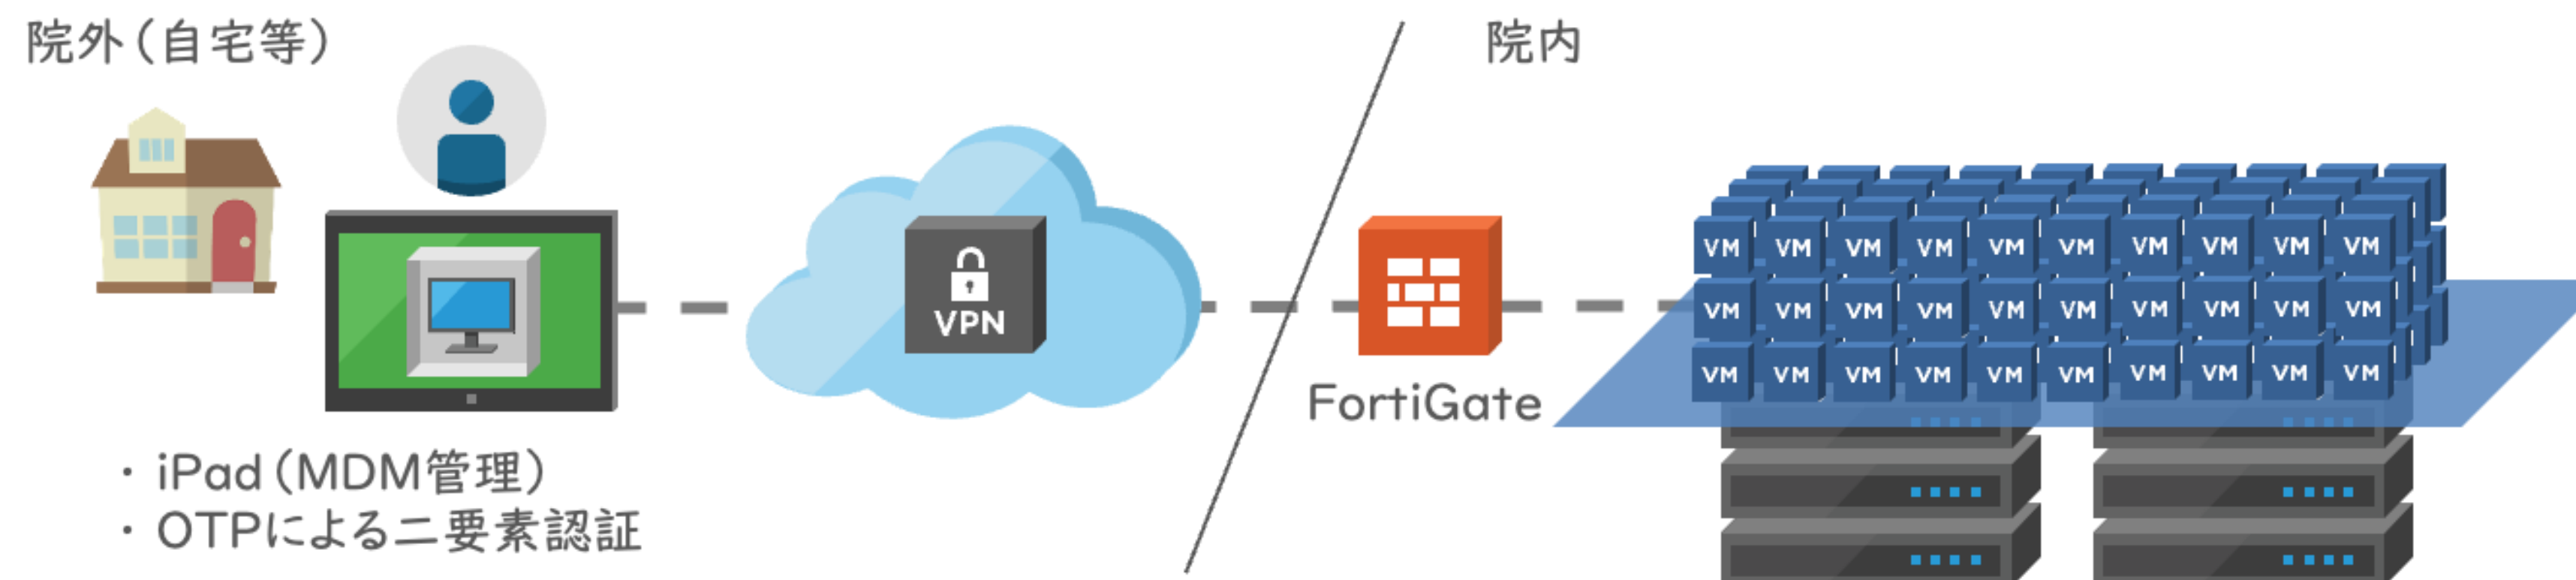 院外（自宅等）
院内
VPN
FortiGate
VM VM VM VM VM VM VM VM VM VM
VM VM VM VM VM VM VM VM VM VM
VM VM VM VM VM VM VM VM VM VM
・iPad（MDM管理）
・OTPによる二要素認証